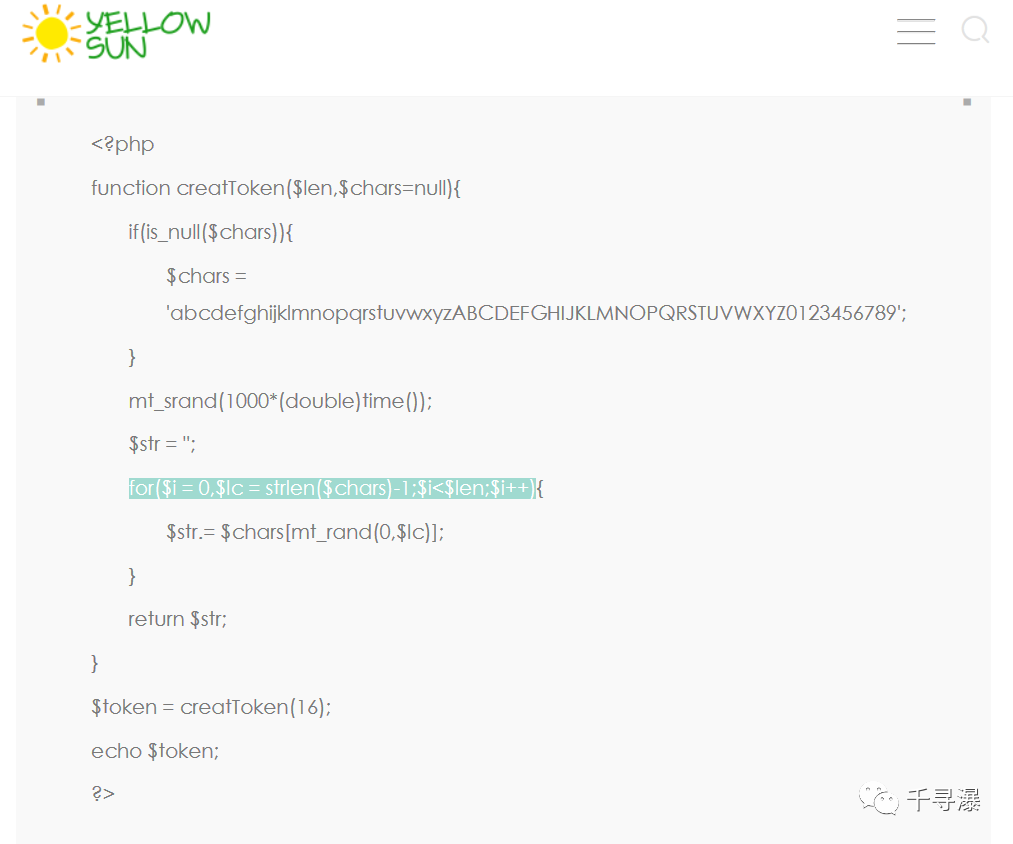 YELLOW
SUN
<?php
function creatToken($len,$chars=null){
if(is_null($chars)){
$chars =
'abcdefghijklmnopqrstuvwxyzABCDEFGHIJKLMNOPQRSTUVWXYZ0123456789';
}
mt_srand(1000*(double)time());
$str = '';
for($i = 0,$lc = strlen($chars)-1;$i<$len;$i++){
$str.= $chars[mt_rand(0,$lc)];
}
return $str;
}
$token = creatToken(16);
echo $token;
?>
千寻瀑